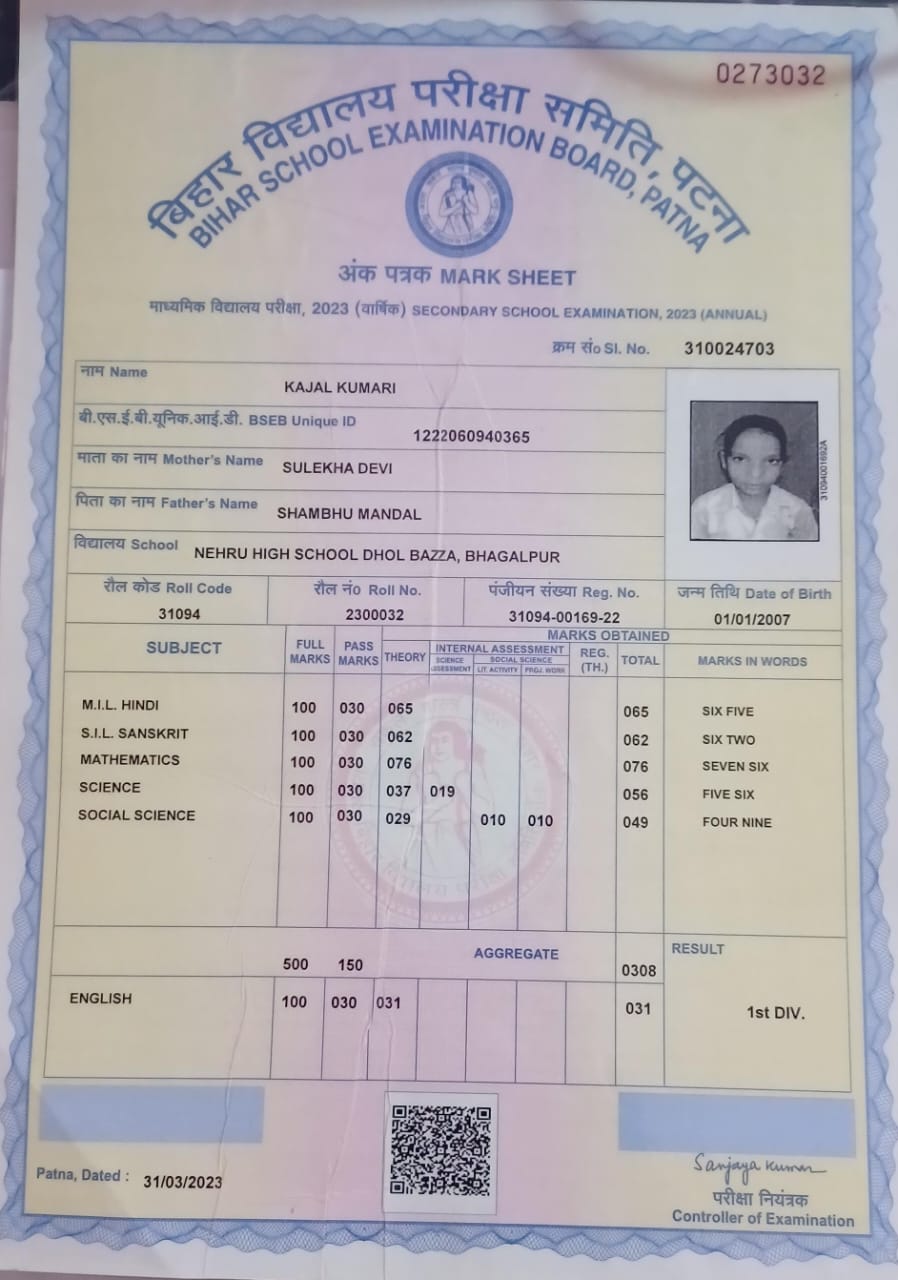 0273032
बिहार विद्यालय परीक्षा समिति, पटना
BIHAR SCHOOL EXAMINATION BOARD, PATNA
अंक पत्रक MARK SHEET
माध्यमिक विद्यालय परीक्षा, 2023 (वार्षिक) SECONDARY SCHOOL EXAMINATION, 2023 (ANNUAL)
क्रम सं० Sl. No. 310024703
नाम Name KAJAL KUMARI
बी.एस.ई.बी.यूनिक.आई.डी. BSEB Unique ID 1222060940365
माता का नाम Mother's Name SULEKHA DEVI
पिता का नाम Father's Name SHAMBHU MANDAL
विद्यालय School NEHRU HIGH SCHOOL DHOL BAZZA, BHAGALPUR
31094001692A
रौल कोड Roll Code रौल नं० Roll No. पंजीयन संख्या Reg. No. जन्म तिथि Date of Birth
31094 2300032 31094-00169-22 01/01/2007
SUBJECT FULL MARKS PASS MARKS MARKS OBTAINED
THEORY INTERNAL ASSESSMENT REG. (TH.) TOTAL MARKS IN WORDS
SCIENCE ASSESSMENT SOCIAL SCIENCE
LIT. ACTIVITY PROJ. WORK
M.I.L. HINDI 100 030 065 065 SIX FIVE
S.I.L. SANSKRIT 100 030 062 062 SIX TWO
MATHEMATICS 100 030 076 076 SEVEN SIX
SCIENCE 100 030 037 019 056 FIVE SIX
SOCIAL SCIENCE 100 030 029 010 010 049 FOUR NINE
500 150 AGGREGATE 0308 RESULT
ENGLISH 100 030 031 031 1st DIV.
Patna, Dated : 31/03/2023
Sanjaya Kumar
परीक्षा नियंत्रक
Controller of Examination